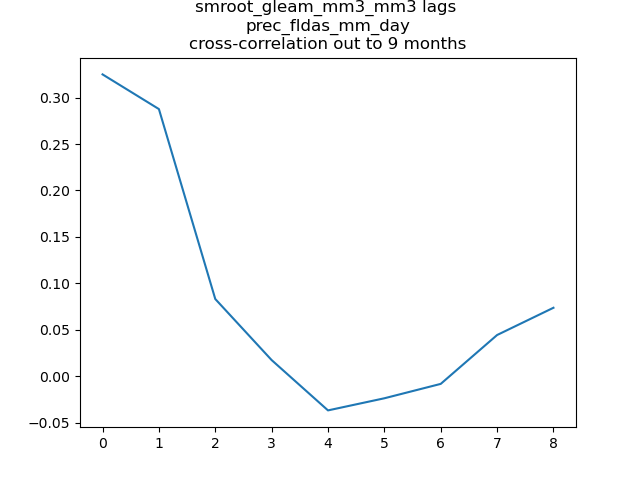 smroot_gleam_mm3_mm3 lags
prec_fldas_mm_day
cross-correlation out to 9 months
0.30
0.25
0.20
0.15
0.10
0.05
0.00
−0.05
0 1 2 3 4 5 6 7 8